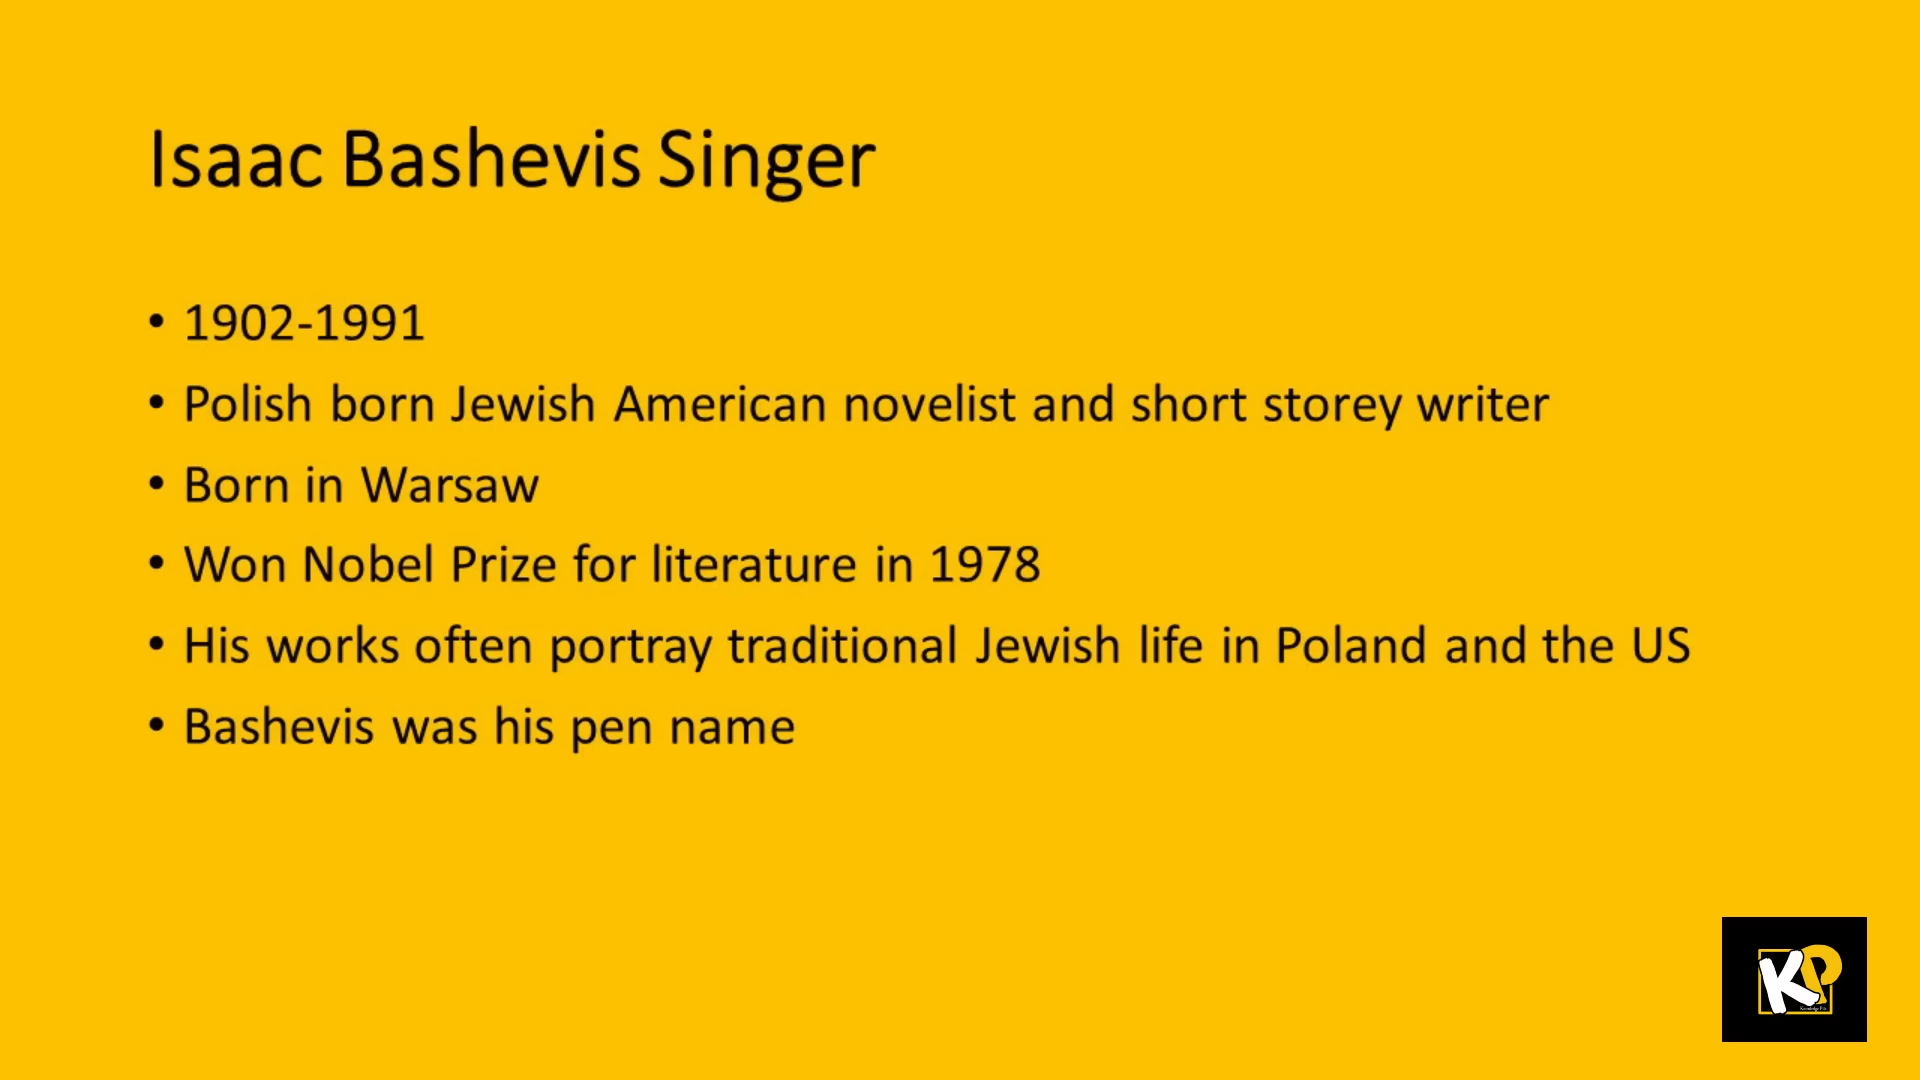 Isaac Bashevis Singer
• 1902-1991
• Polish born Jewish American novelist and short storey writer
• Born in Warsaw
• Won Nobel Prize for literature in 1978
• His works often portray traditional Jewish life in Poland and the US
• Bashevis was his pen name
KP